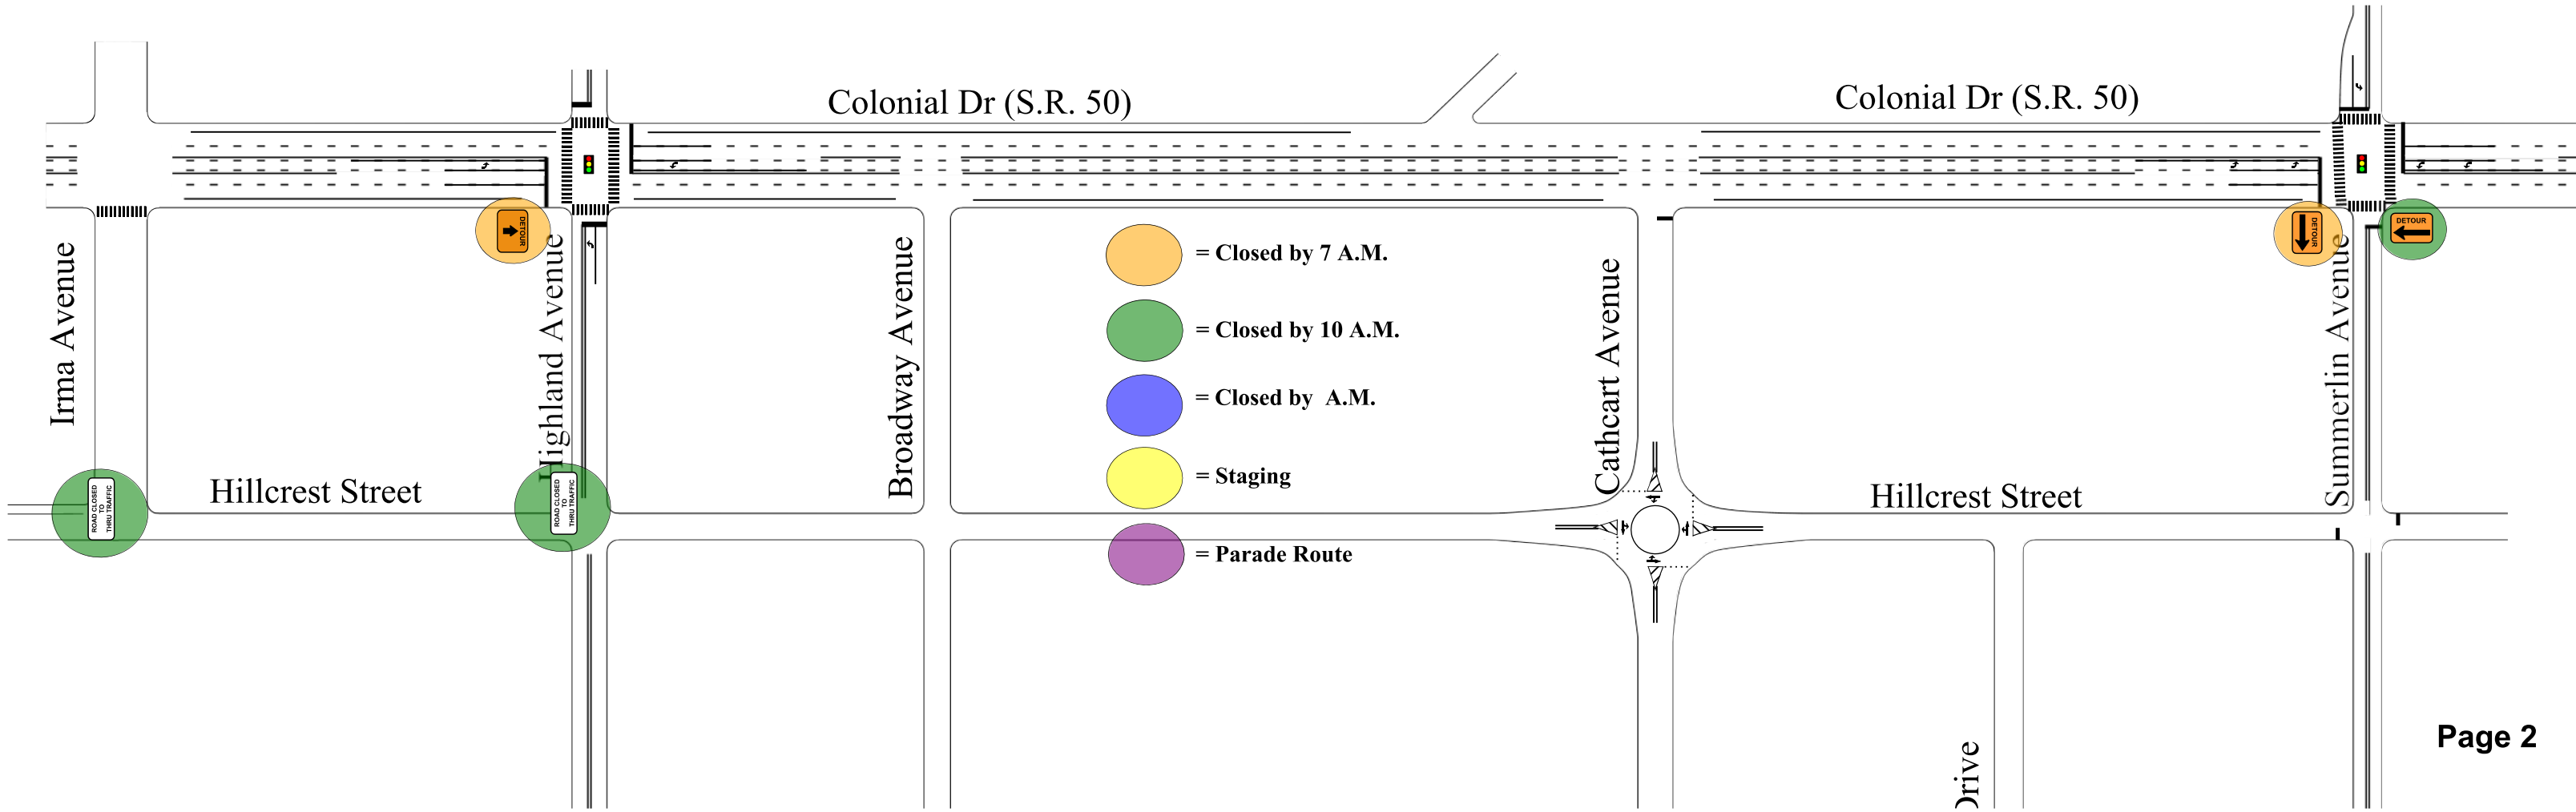 Colonial Dr (S.R. 50)
Colonial Dr (S.R. 50)
DETOUR
DETOUR
DETOUR
Irma Avenue
Highland Avenue
Broadway Avenue
Cathcart Avenue
Summerlin Avenue
= Closed by 7 A.M.
= Closed by 10 A.M.
= Closed by  A.M.
= Staging
= Parade Route
ROAD CLOSED
TO
THRU TRAFFIC
ROAD CLOSED
TO
THRU TRAFFIC
Hillcrest Street
Hillcrest Street
Drive
Page 2